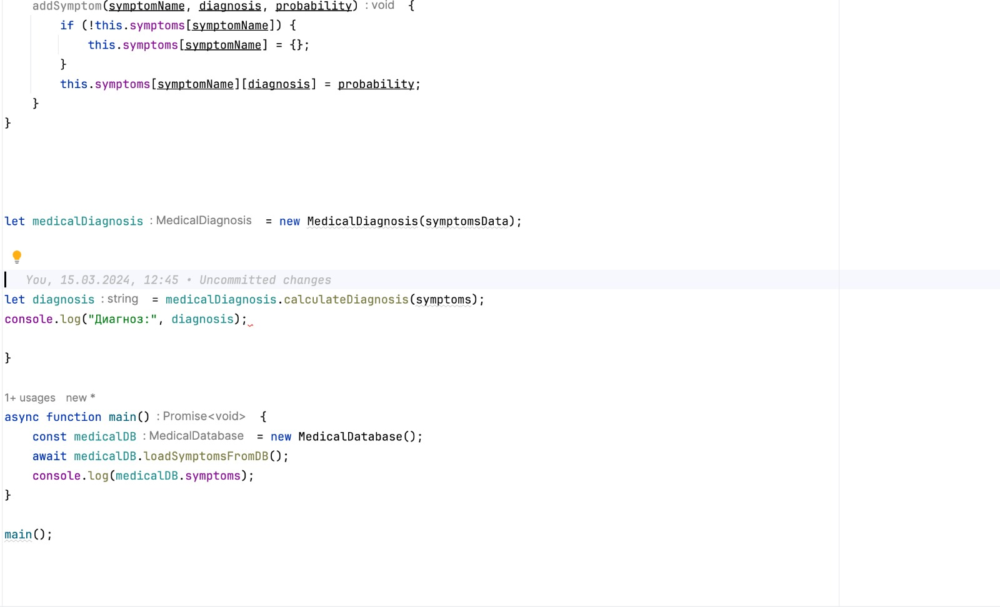 addSymptom(symptomName, diagnosis, probability) : void {
if (!this.symptoms[symptomName]) {
this.symptoms[symptomName] = {};
}
this.symptoms[symptomName][diagnosis] = probability;
}
}
let medicalDiagnosis : MedicalDiagnosis = new MedicalDiagnosis(symptomsData);
You, 15.03.2024, 12:45 • Uncommitted changes
let diagnosis : string = medicalDiagnosis.calculateDiagnosis(symptoms);
console.log("Диагноз:", diagnosis);
}
1+ usages new *
async function main() : Promise<void> {
const medicalDB : MedicalDatabase = new MedicalDatabase();
await medicalDB.loadSymptomsFromDB();
console.log(medicalDB.symptoms);
}
main();